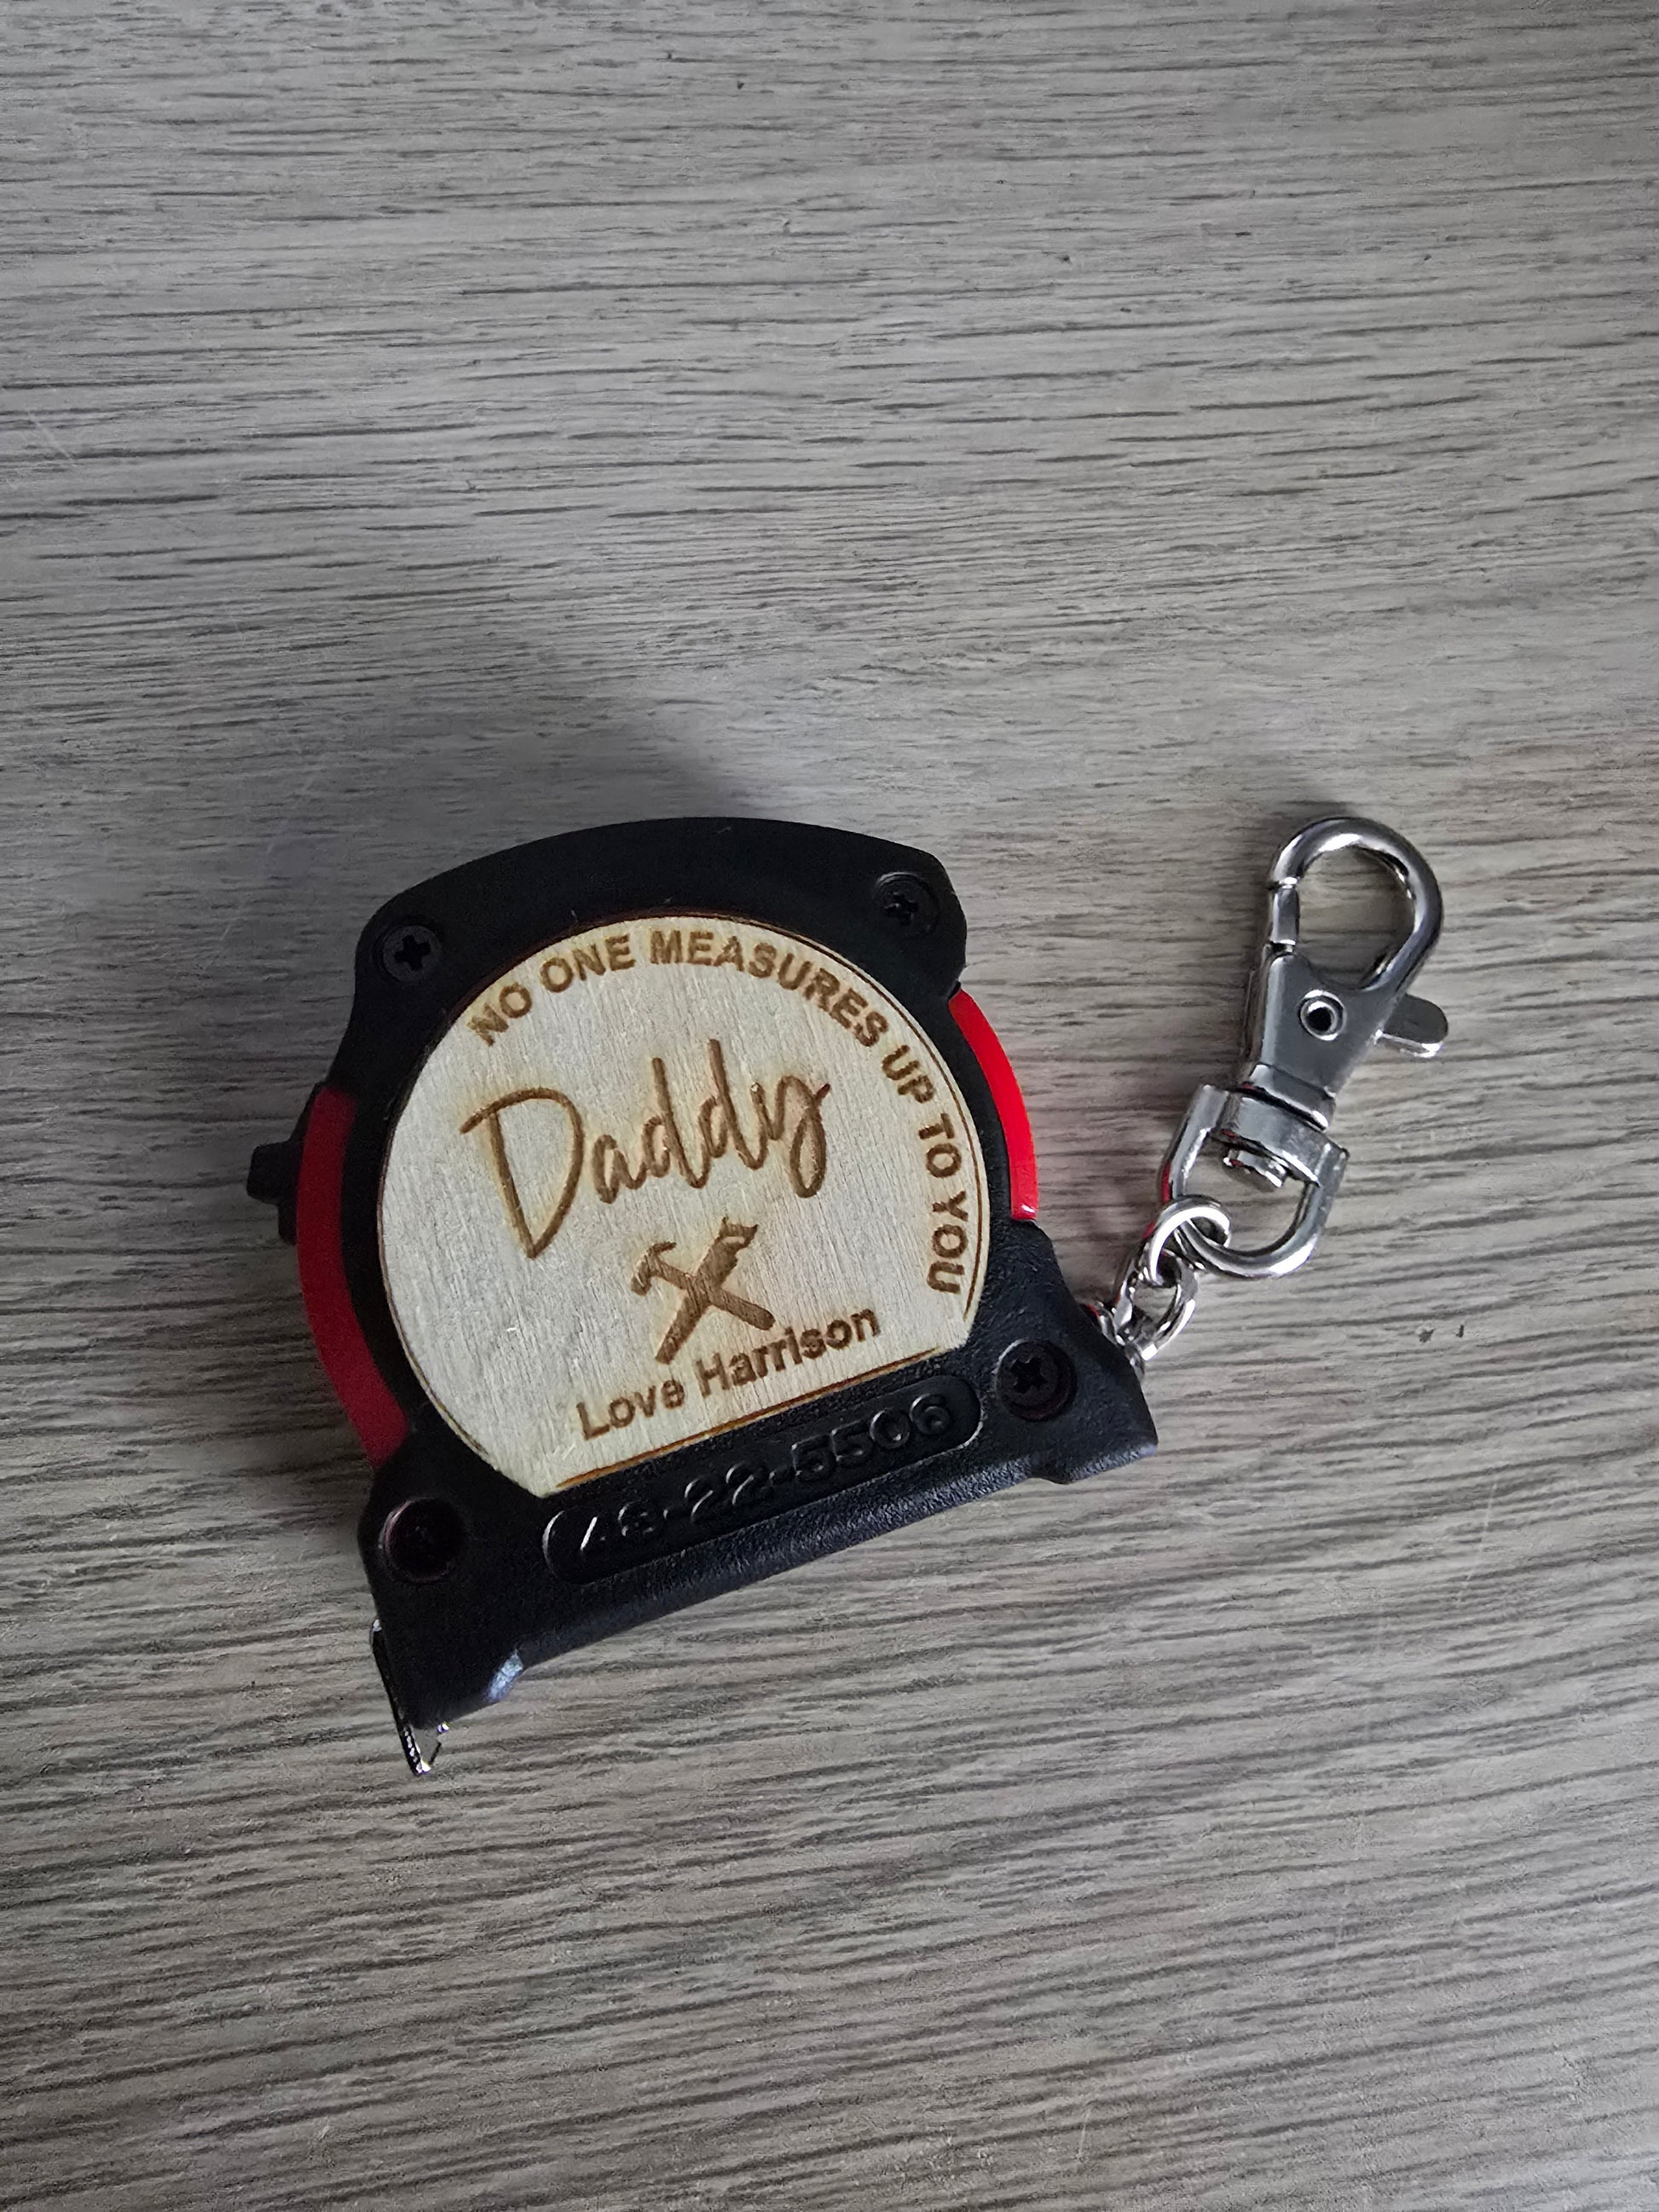 NO ONE MEASURES UP TO YOU
Daddy
Love Harrison
48-22-5506